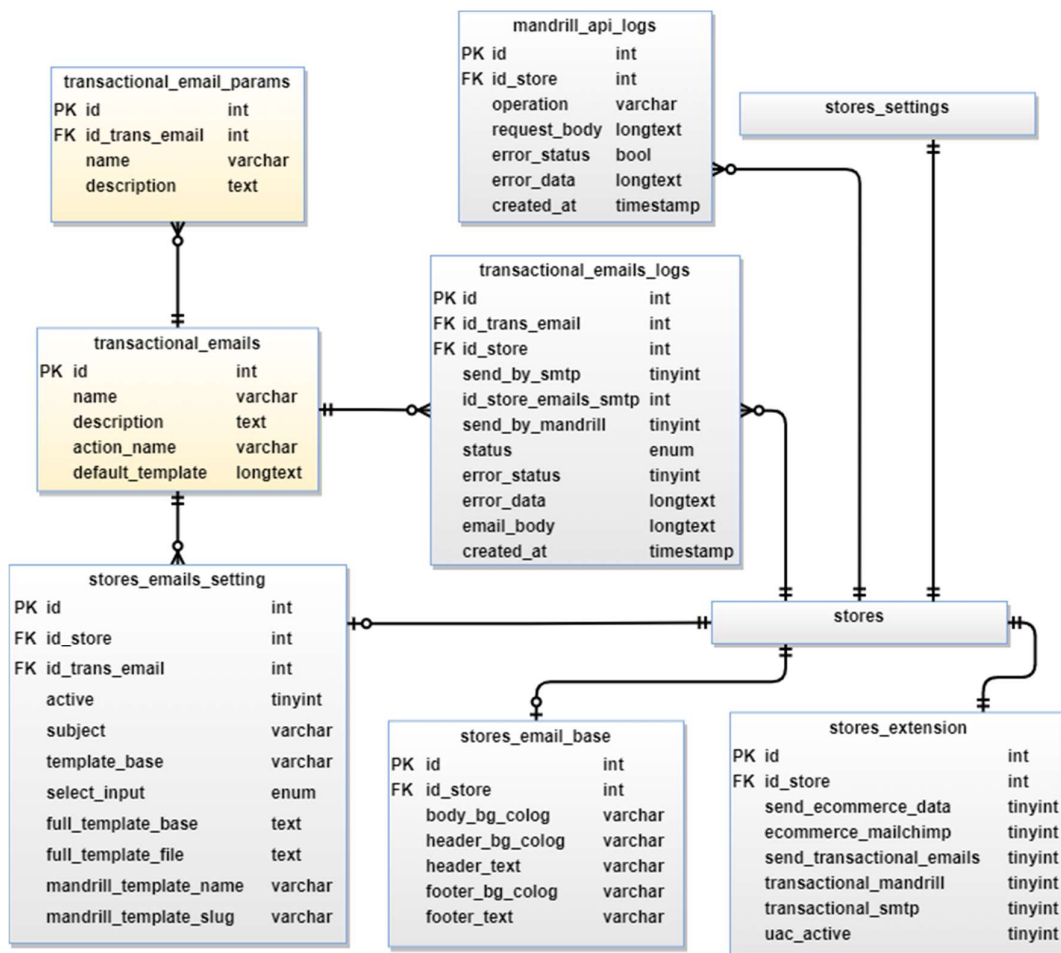 mandrill_api_logs
PK id int
FK id_store int
operation varchar
request_body longtext
error_status bool
error_data longtext
created_at timestamp
transactional_email_params
PK id int
FK id_trans_email int
name varchar
description text
stores_settings
transactional_emails_logs
PK id int
FK id_trans_email int
FK id_store int
send_by_smtp tinyint
id_store_emails_smtp int
send_by_mandrill tinyint
status enum
error_status tinyint
error_data longtext
email_body longtext
created_at timestamp
transactional_emails
PK id int
name varchar
description text
action_name varchar
default_template longtext
stores_emails_setting
PK id int
FK id_store int
FK id_trans_email int
active tinyint
subject varchar
template_base varchar
select_input enum
full_template_base text
full_template_file text
mandrill_template_name varchar
mandrill_template_slug varchar
stores
stores_email_base
PK id int
FK id_store int
body_bg_colog varchar
header_bg_colog varchar
header_text varchar
footer_bg_colog varchar
footer_text varchar
stores_extension
PK id int
FK id_store int
send_ecommerce_data tinyint
ecommerce_mailchimp tinyint
send_transactional_emails tinyint
transactional_mandrill tinyint
transactional_smtp tinyint
uac_active tinyint